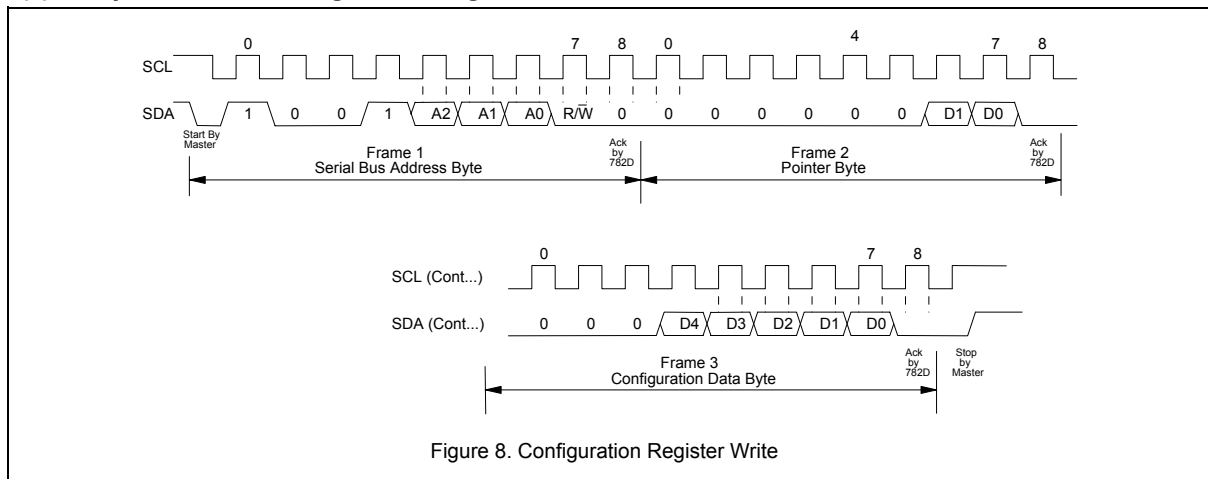 0 7 8 0 4 7 8
SCL
SDA 1 0 0 1 A2 A1 A0 R/W̅ 0 0 0 0 0 0 0 D1 D0
Start By
Master
Frame 1
Serial Bus Address Byte
Ack
by
782D
Frame 2
Pointer Byte
Ack
by
782D
0 7 8
SCL (Cont...)
SDA (Cont...) 0 0 0 D4 D3 D2 D1 D0
Frame 3
Configuration Data Byte
Ack
by
782D
Stop
by
Master
Figure 8. Configuration Register Write